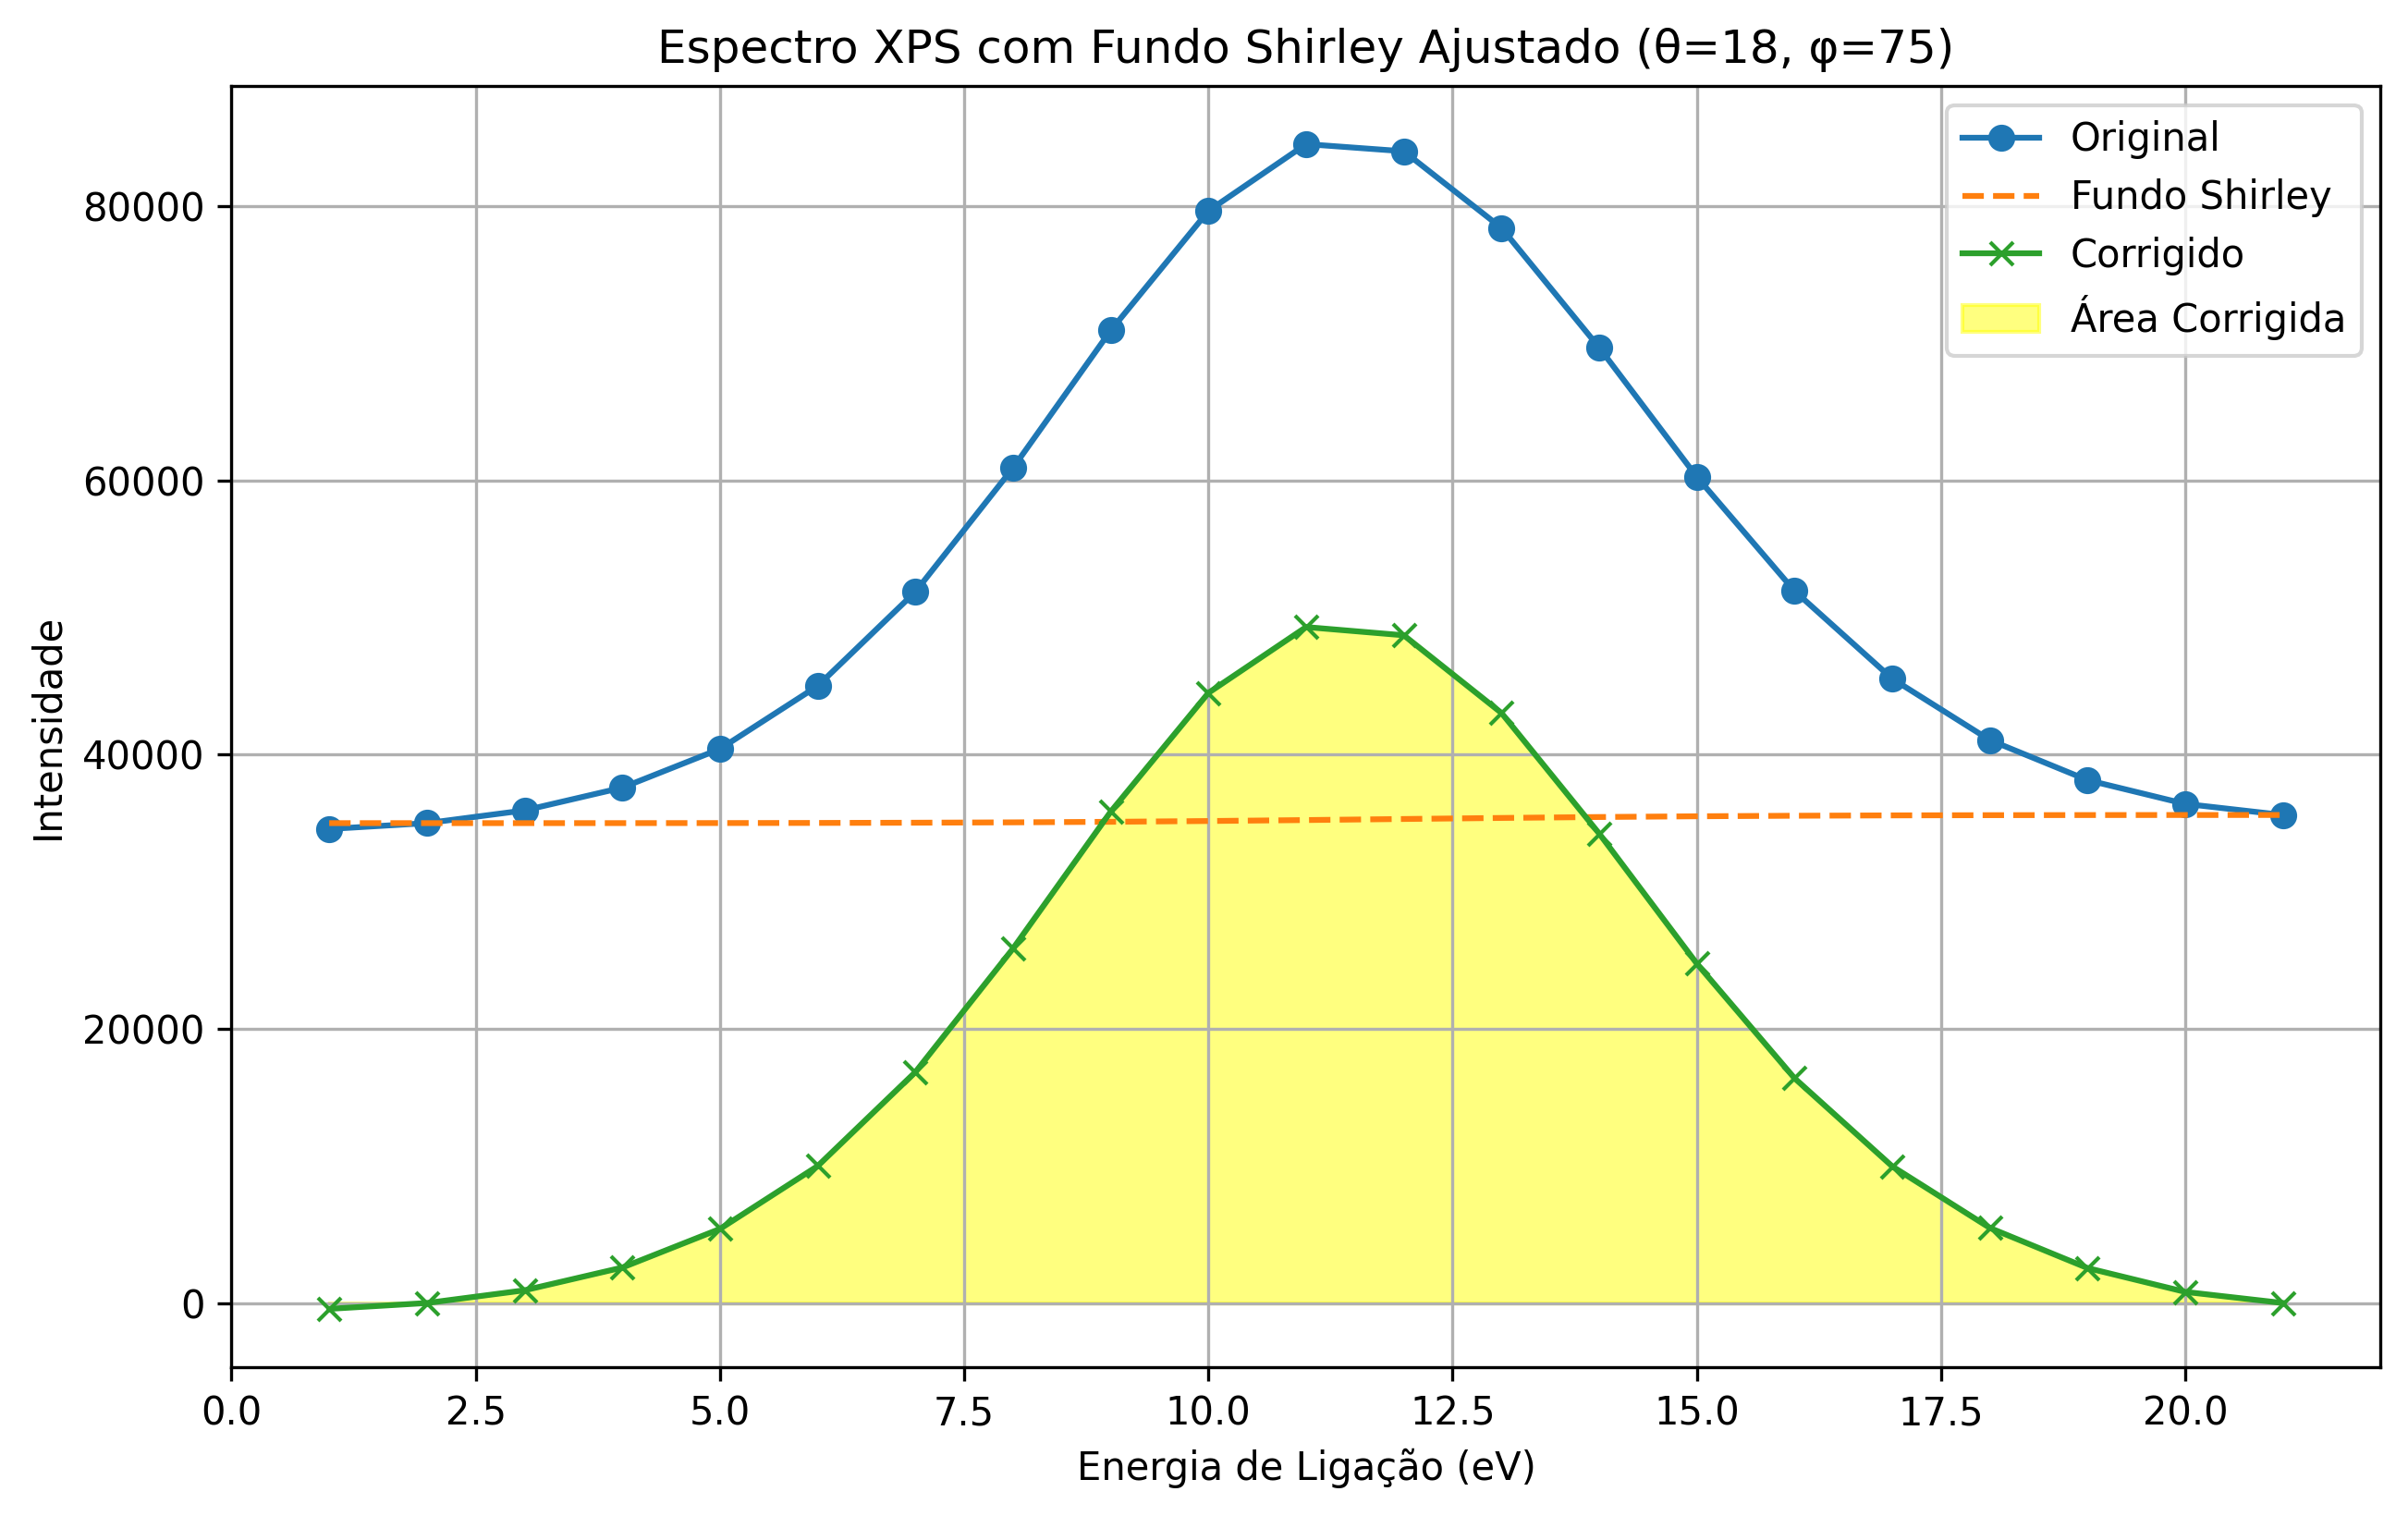 Espectro XPS com Fundo Shirley Ajustado (θ=18, φ=75)
Original
Fundo Shirley
Corrigido
Área Corrigida
80000
60000
40000
20000
0
Intensidade
0.0 2.5 5.0 7.5 10.0 12.5 15.0 17.5 20.0
Energia de Ligação (eV)